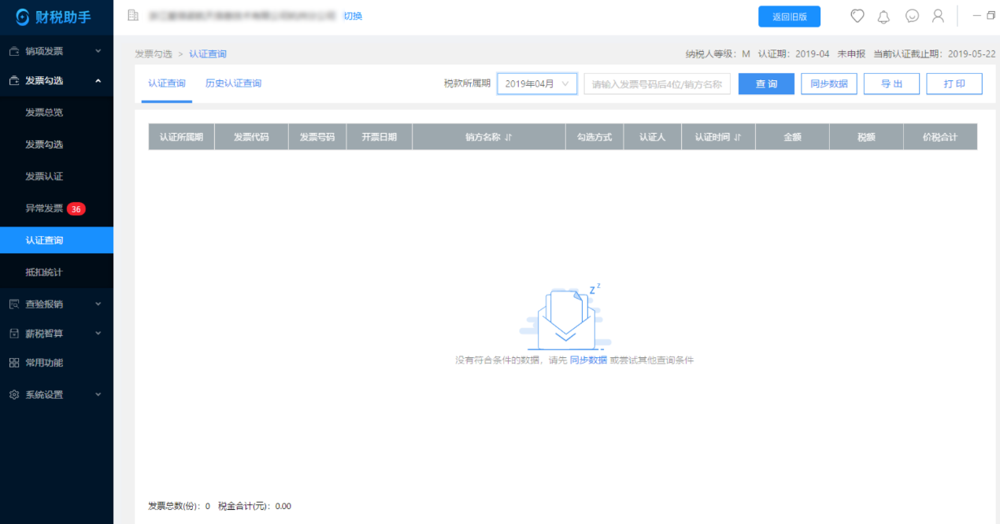 财税助手
切换
返回旧版
销项发票
发票勾选
发票总览
发票勾选
发票认证
异常发票 36
认证查询
抵扣统计
查验报销
薪税智算
常用功能
系统设置
发票勾选 > 认证查询
纳税人等级：M 认证期：2019-04 未申报 当前认证截止期：2019-05-22
认证查询 历史认证查询 税款所属期 2019年04月 请输入发票号码后4位/销方名称 查询 同步数据 导出 打印
认证所属期 发票代码 发票号码 开票日期 销方名称 勾选方式 认证人 认证时间 金额 税额 价税合计
z z
没有符合条件的数据，请先 同步数据 或尝试其他查询条件
发票总数(份)：0 税金合计(元)：0.00